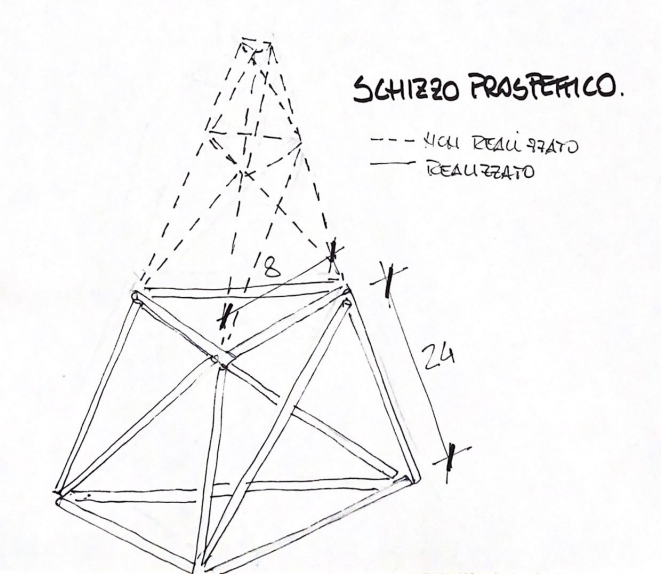 SCHIZZO PROSPETTICO.
--- NON REALIZZATO
— REALIZZATO
8
24